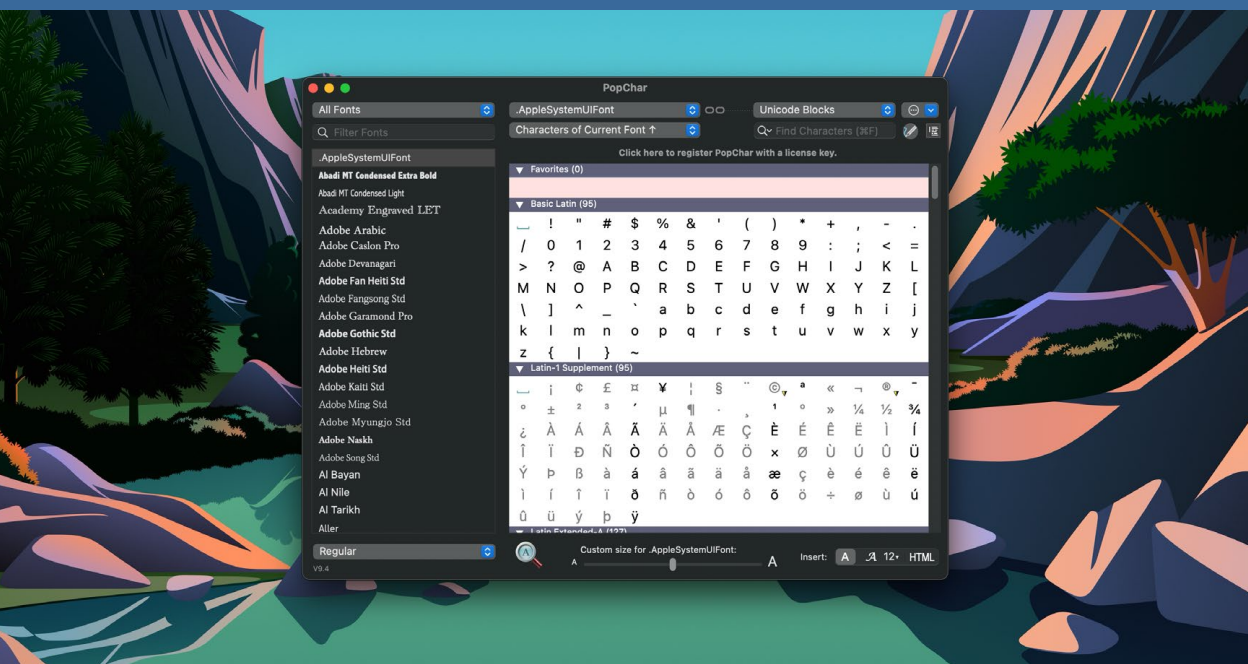 PopChar
All Fonts
.AppleSystemUIFont
Unicode Blocks
Filter Fonts
Characters of Current Font ↑
Find Characters (⌘F)
Click here to register PopChar with a license key.
.AppleSystemUIFont
Abadi MT Condensed Extra Bold
Abadi MT Condensed Light
Academy Engraved LET
Adobe Arabic
Adobe Caslon Pro
Adobe Devanagari
Adobe Fan Heiti Std
Adobe Fangsong Std
Adobe Garamond Pro
Adobe Gothic Std
Adobe Hebrew
Adobe Heiti Std
Adobe Kaiti Std
Adobe Ming Std
Adobe Myungjo Std
Adobe Naskh
Adobe Song Std
Al Bayan
Al Nile
Al Tarikh
Aller
Regular
V9.4
▼ Favorites (0)
▼ Basic Latin (95)
! " # $ % & ' ( ) * + , - .
/ 0 1 2 3 4 5 6 7 8 9 : ; < =
> ? @ A B C D E F G H I J K L
M N O P Q R S T U V W X Y Z [
\ ] ^ _ ` a b c d e f g h i j
k l m n o p q r s t u v w x y
z { | } ~
▼ Latin-1 Supplement (95)
¡ ¢ £ ¤ ¥ ¦ § ¨ © ª « ¬ ® ¯
° ± ² ³ ´ µ ¶ · ¸ ¹ º » ¼ ½ ¾
¿ À Á Â Ã Ä Å Æ Ç È É Ê Ë Ì Í
Î Ï Ð Ñ Ò Ó Ô Õ Ö × Ø Ù Ú Û Ü
Ý Þ ß à á â ã ä å æ ç è é ê ë
ì í î ï ð ñ ò ó ô õ ö ÷ ø ù ú
û ü ý þ ÿ
▼ Latin Extended-A (127)
Custom size for .AppleSystemUIFont:
A A
Insert: A A 12 HTML